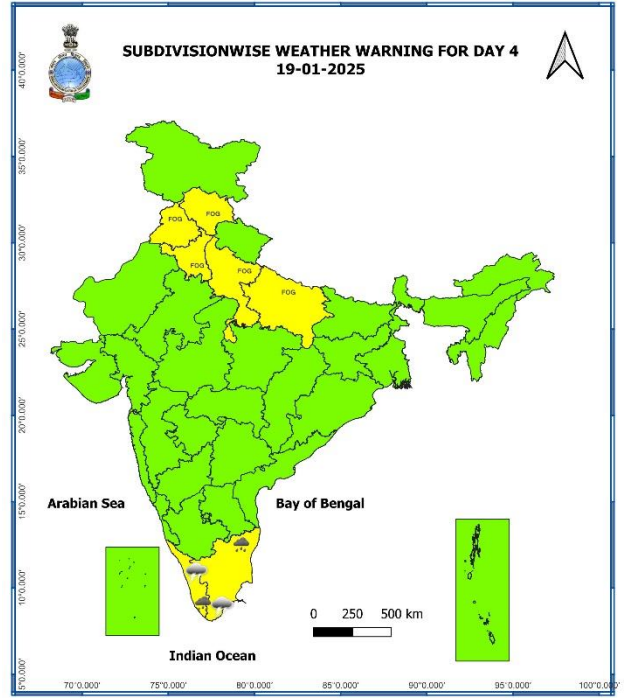 SUBDIVISIONWISE WEATHER WARNING FOR DAY 4
19-01-2025
40°0.000'
35°0.000'
30°0.000'
25°0.000'
20°0.000'
15°0.000'
10°0.000'
5°0.000'
FOG
FOG
FOG
FOG
FOG
Arabian Sea
Bay of Bengal
0 250 500 km
Indian Ocean
70°0.000' 75°0.000' 80°0.000' 85°0.000' 90°0.000' 95°0.000' 100°0.000'